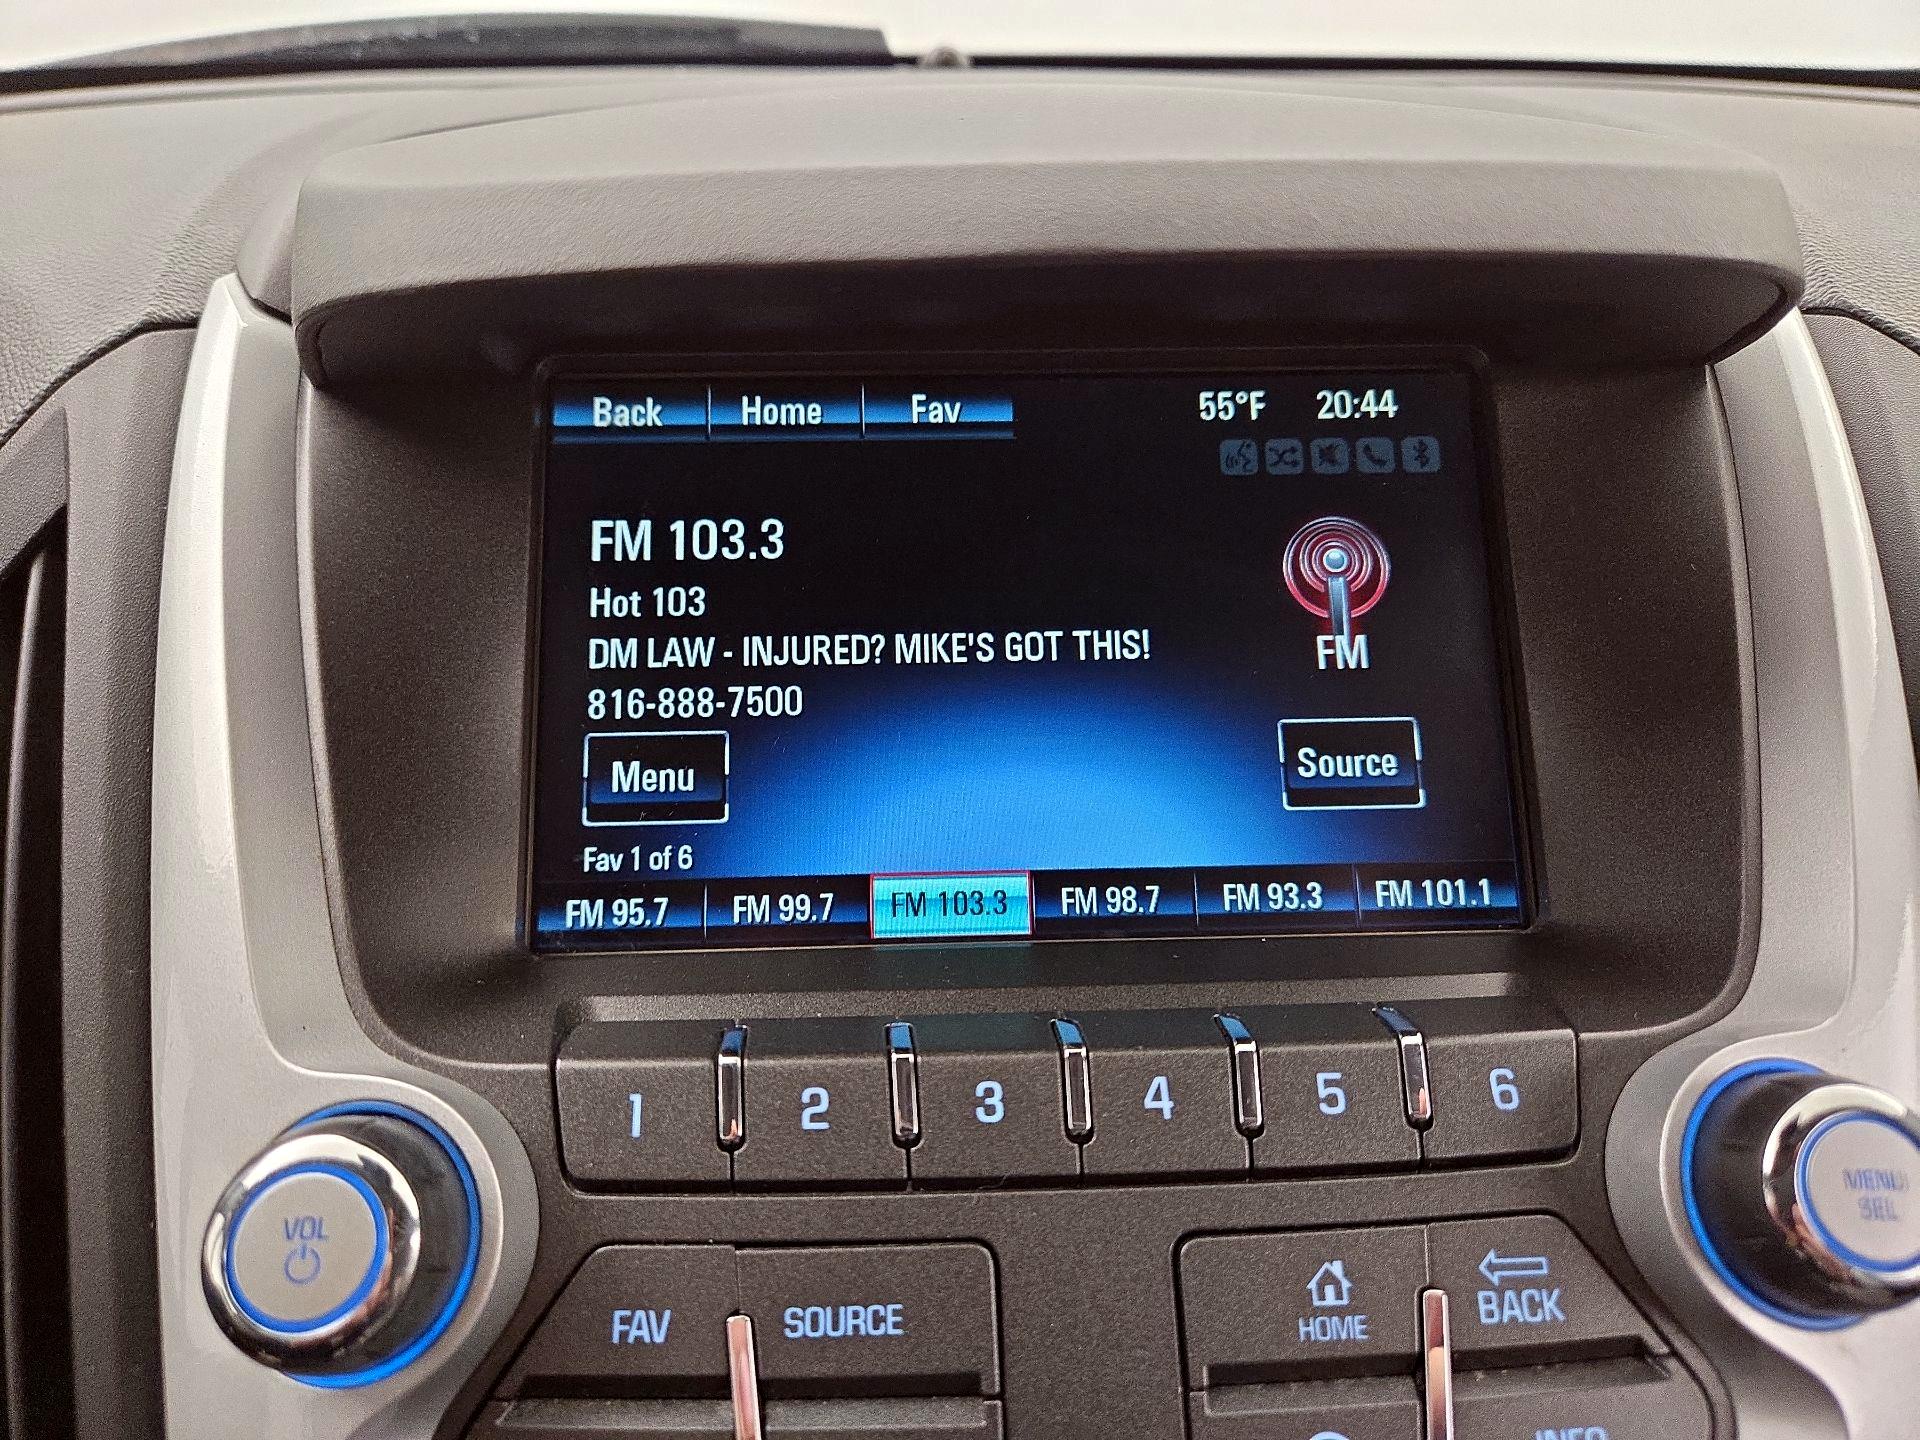 Back Home Fav 55°F 20:44
FM 103.3
Hot 103
DM LAW - INJURED? MIKE'S GOT THIS!
816-888-7500
FM
Menu
Source
Fav 1 of 6
FM 95.7 FM 99.7 FM 103.3 FM 98.7 FM 93.3 FM 101.1
1 2 3 4 5 6
VOL
MENU
SEL
FAV SOURCE
HOME
BACK
INFO